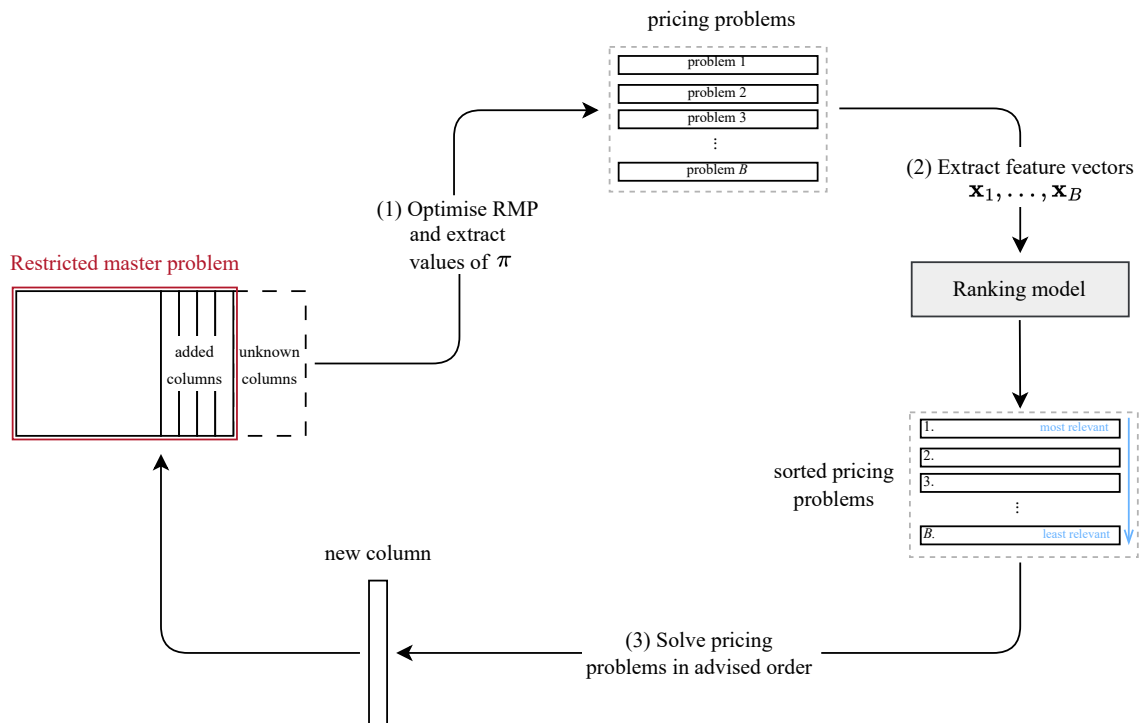 pricing problems
problem 1
problem 2
problem 3
⋮
problem B
(1) Optimise RMP
and extract
values of π
(2) Extract feature vectors
x₁, . . . , x_B
Restricted master problem
added
columns
unknown
columns
Ranking model
1. most relevant
2.
3.
⋮
B. least relevant
sorted pricing
problems
new column
(3) Solve pricing
problems in advised order